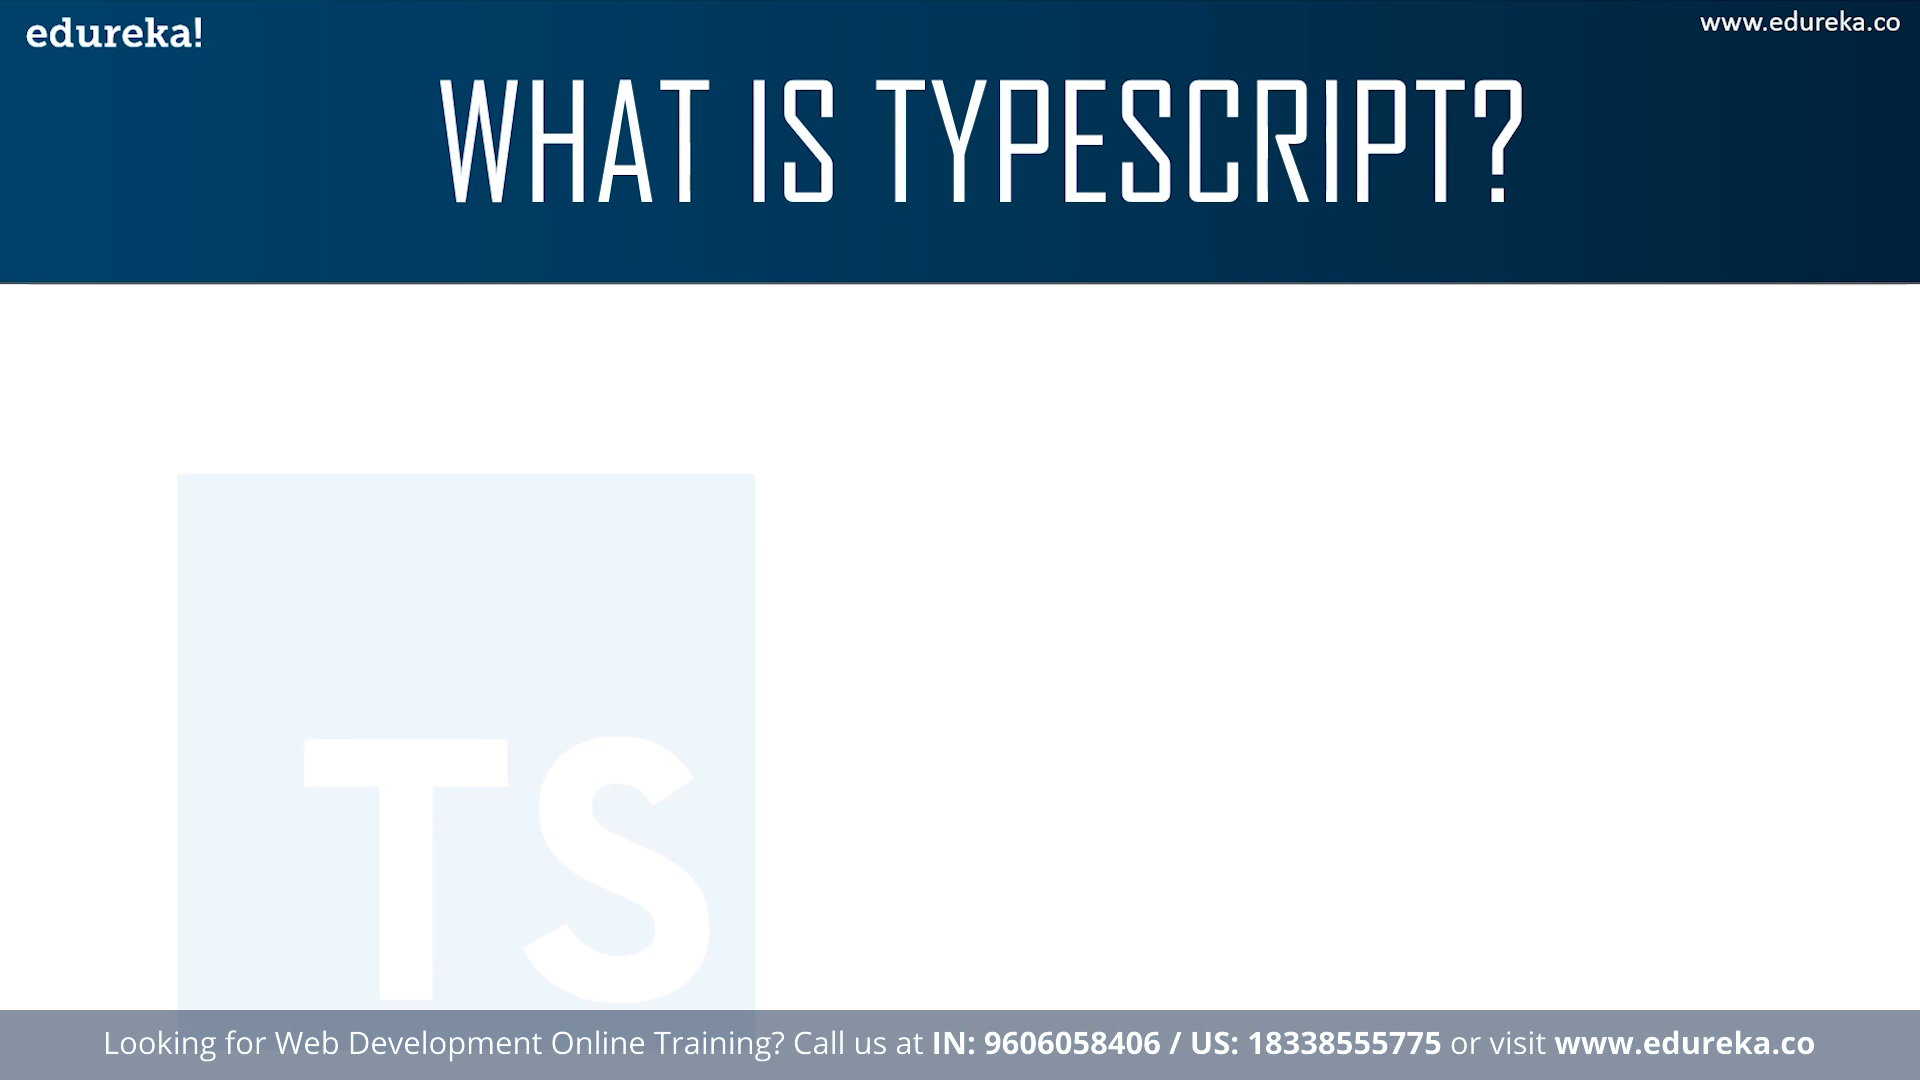 edureka!
www.edureka.co
WHAT IS TYPESCRIPT?
TS
Looking for Web Development Online Training? Call us at IN: 9606058406 / US: 18338555775 or visit www.edureka.co